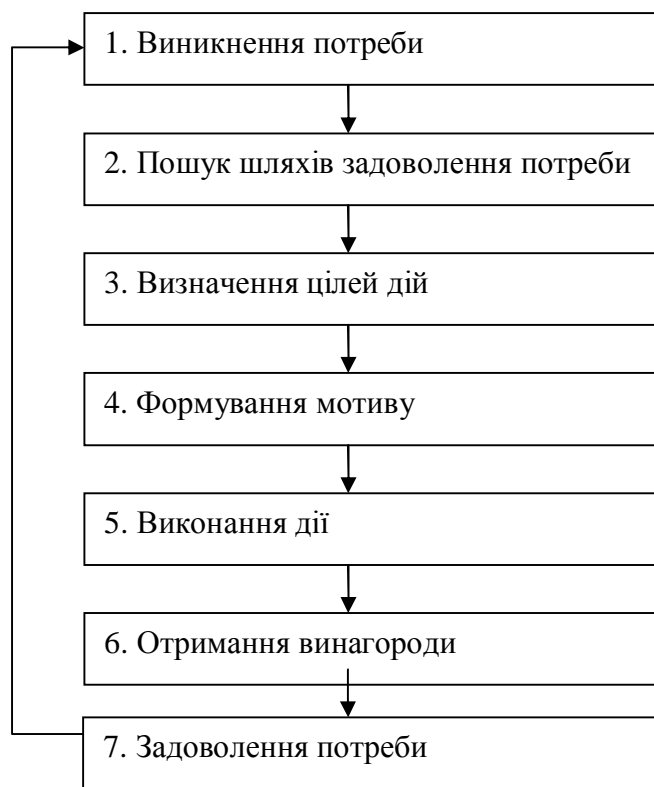 1. Виникнення потреби
2. Пошук шляхів задоволення потреби
3. Визначення цілей дій
4. Формування мотиву
5. Виконання дії
6. Отримання винагороди
7. Задоволення потреби